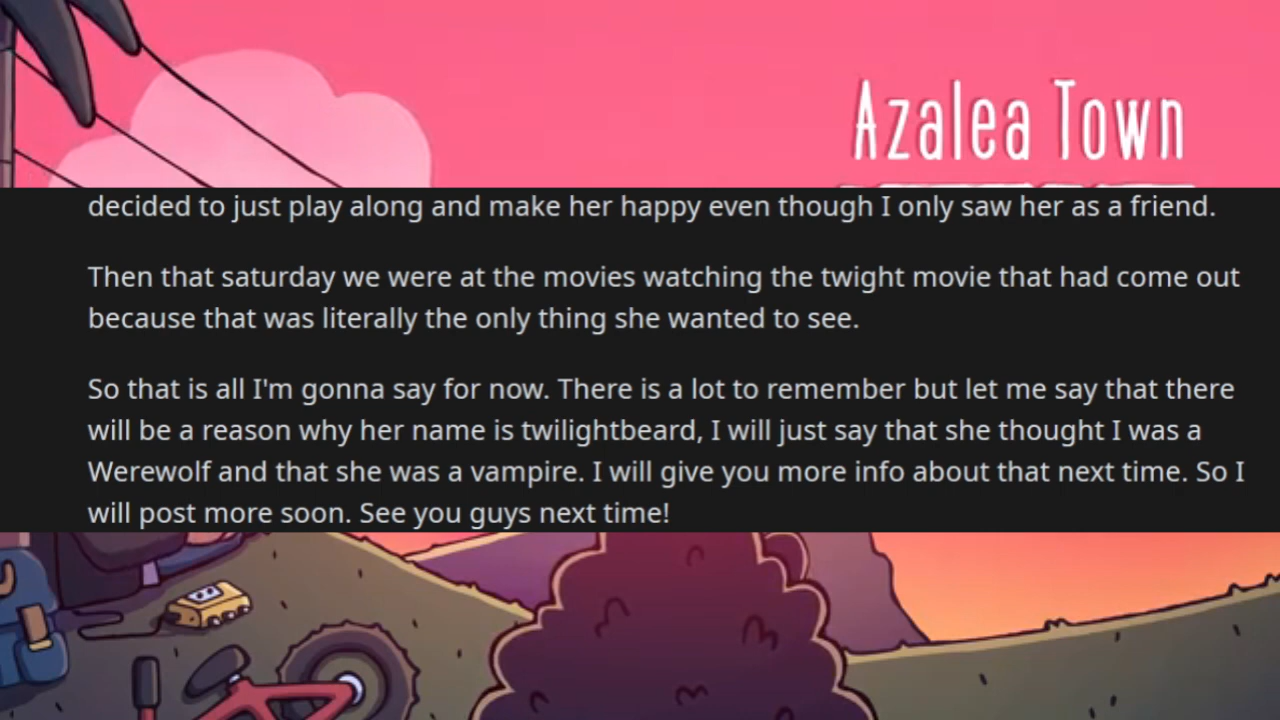 Azalea Town
decided to just play along and make her happy even though I only saw her as a friend.
Then that saturday we were at the movies watching the twight movie that had come out
because that was literally the only thing she wanted to see.
So that is all I'm gonna say for now. There is a lot to remember but let me say that there
will be a reason why her name is twilightbeard, I will just say that she thought I was a
Werewolf and that she was a vampire. I will give you more info about that next time. So I
will post more soon. See you guys next time!